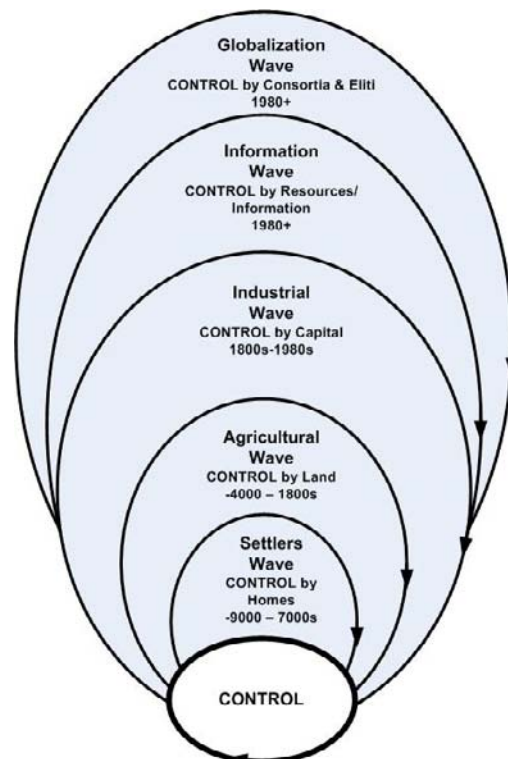 Globalization
Wave
CONTROL by Consortia & Eliti
1980+
Information
Wave
CONTROL by Resources/
Information
1980+
Industrial
Wave
CONTROL by Capital
1800s-1980s
Agricultural
Wave
CONTROL by Land
-4000 – 1800s
Settlers
Wave
CONTROL by
Homes
-9000 – 7000s
CONTROL